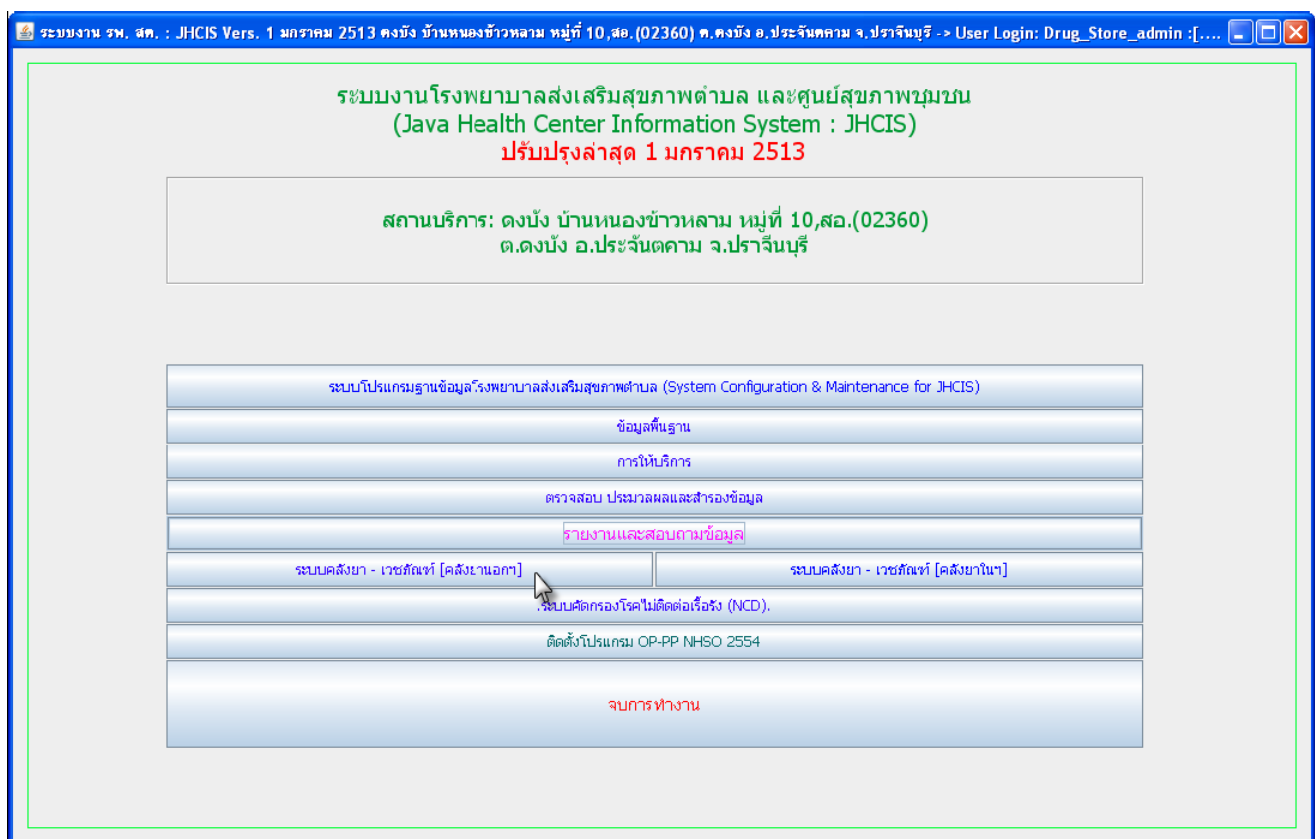 ระบบงาน รพ. สต. : JHCIS Vers. 1 มกราคม 2513 ดงบัง บ้านหนองข้าวหลาม หมู่ที่ 10,สอ.(02360) ต.ดงบัง อ.ประจันตคาม จ.ปราจีนบุรี -> User Login: Drug_Store_admin :[....
ระบบงานโรงพยาบาลส่งเสริมสุขภาพตำบล และศูนย์สุขภาพชุมชน
(Java Health Center Information System : JHCIS)
ปรับปรุงล่าสุด 1 มกราคม 2513
สถานบริการ: ดงบัง บ้านหนองข้าวหลาม หมู่ที่ 10,สอ.(02360)
ต.ดงบัง อ.ประจันตคาม จ.ปราจีนบุรี
ระบบโปรแกรมฐานข้อมูลโรงพยาบาลส่งเสริมสุขภาพตำบล (System Configuration & Maintenance for JHCIS)
ข้อมูลพื้นฐาน
การให้บริการ
ตรวจสอบ ประมวลผลและสำรองข้อมูล
รายงานและสอบถามข้อมูล
ระบบคลังยา - เวชภัณฑ์ [คลังยานอกฯ] ระบบคลังยา - เวชภัณฑ์ [คลังยาในฯ]
.ระบบคัดกรองโรคไม่ติดต่อเรื้อรัง (NCD).
ติดตั้งโปรแกรม OP-PP NHSO 2554
จบการทำงาน